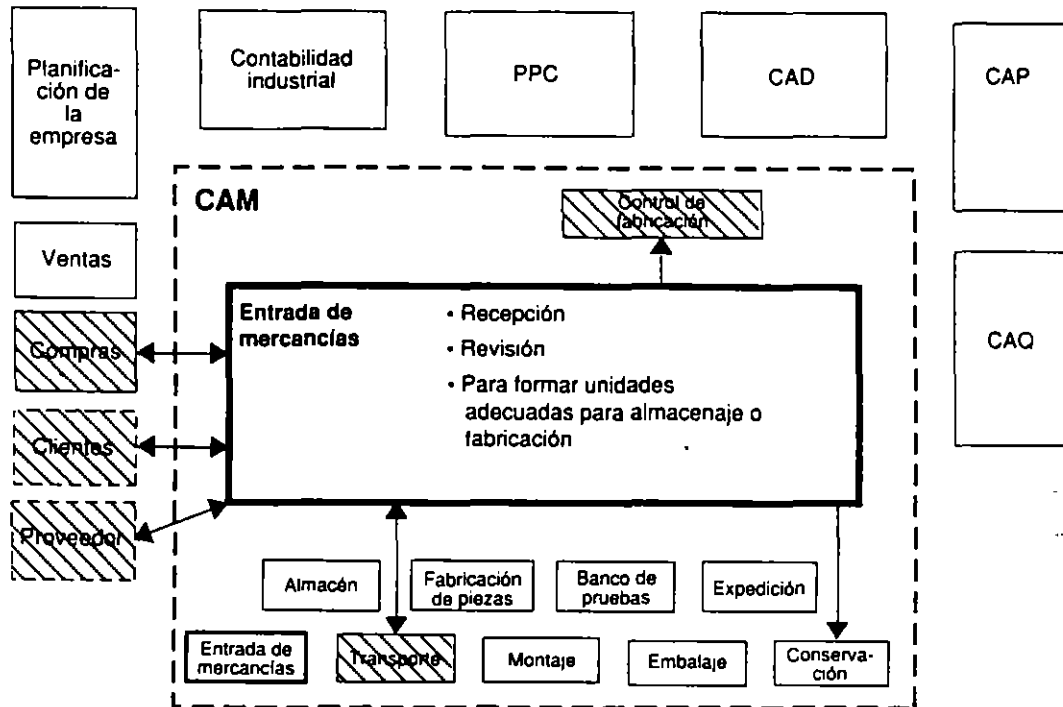 Planifica-
ción de
la
empresa
Contabilidad
industrial
PPC
CAD
CAP
CAM
Control de
fabricación
Ventas
Entrada de
mercancías
• Recepción
• Revisión
• Para formar unidades
adecuadas para almacenaje o
fabricación
Compras
CAQ
Clientes
Proveedor
Almacén
Fabricación
de piezas
Banco de
pruebas
Expedición
Entrada de
mercancías
Transporte
Montaje
Embalaje
Conserva-
ción